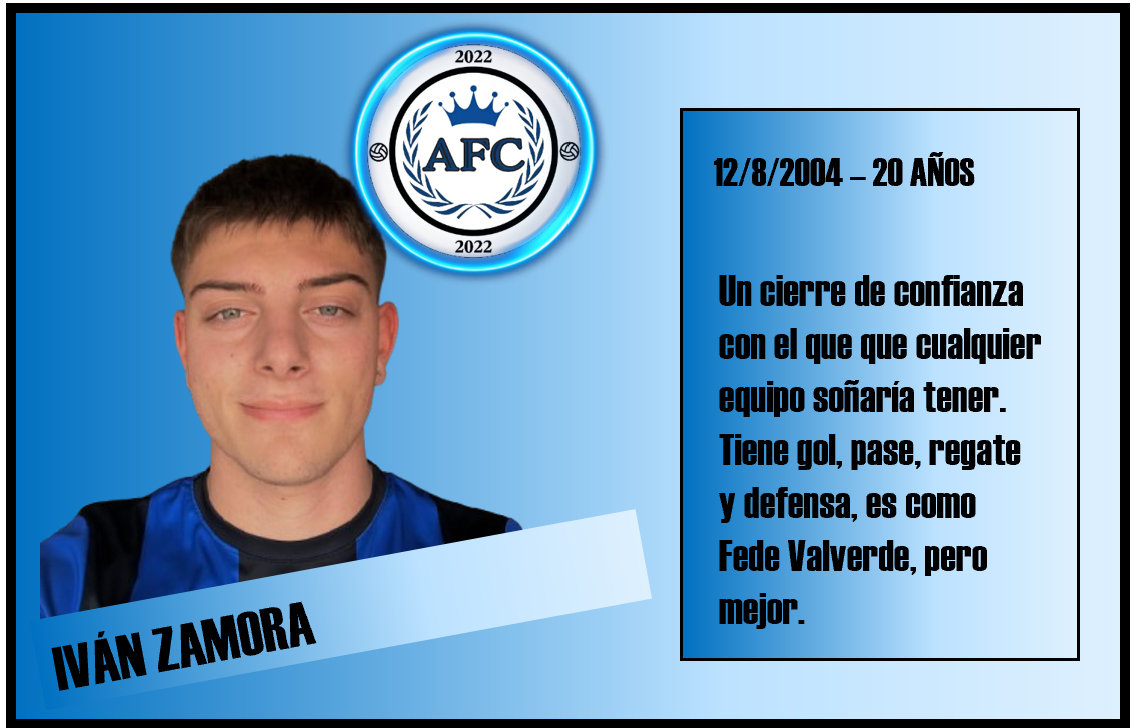 2022
AFC
2022
12/8/2004 – 20 AÑOS
Un cierre de confianza
con el que que cualquier
equipo soñaría tener.
Tiene gol, pase, regate
y defensa, es como
Fede Valverde, pero
mejor.
IVÁN ZAMORA